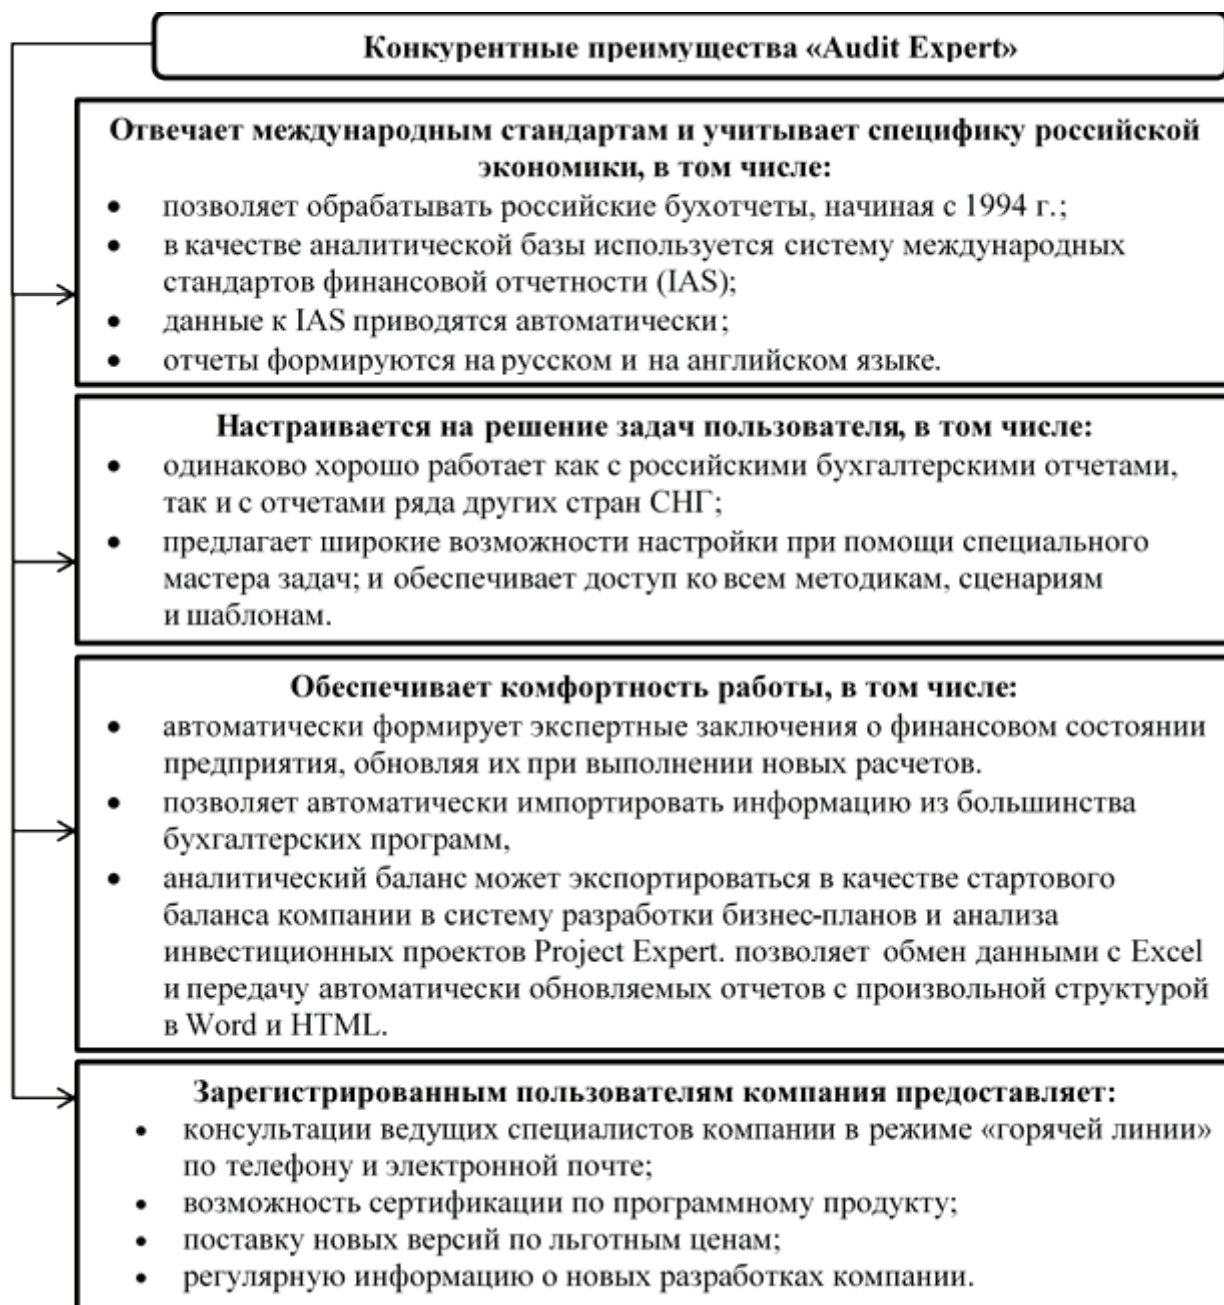 Конкурентные преимущества «Audit Expert»
Отвечает международным стандартам и учитывает специфику российской
экономики, в том числе:
• позволяет обрабатывать российские бухотчеты, начиная с 1994 г.;
• в качестве аналитической базы используется систему международных
стандартов финансовой отчетности (IAS);
• данные к IAS приводятся автоматически;
• отчеты формируются на русском и на английском языке.
Настраивается на решение задач пользователя, в том числе:
• одинаково хорошо работает как с российскими бухгалтерскими отчетами,
так и с отчетами ряда других стран СНГ;
• предлагает широкие возможности настройки при помощи специального
мастера задач; и обеспечивает доступ ко всем методикам, сценариям
и шаблонам.
Обеспечивает комфортность работы, в том числе:
• автоматически формирует экспертные заключения о финансовом состоянии
предприятия, обновляя их при выполнении новых расчетов.
• позволяет автоматически импортировать информацию из большинства
бухгалтерских программ,
• аналитический баланс может экспортироваться в качестве стартового
баланса компании в систему разработки бизнес-планов и анализа
инвестиционных проектов Project Expert. позволяет обмен данными с Excel
и передачу автоматически обновляемых отчетов с произвольной структурой
в Word и HTML.
Зарегистрированным пользователям компания предоставляет:
• консультации ведущих специалистов компании в режиме «горячей линии»
по телефону и электронной почте;
• возможность сертификации по программному продукту;
• поставку новых версий по льготным ценам;
• регулярную информацию о новых разработках компании.